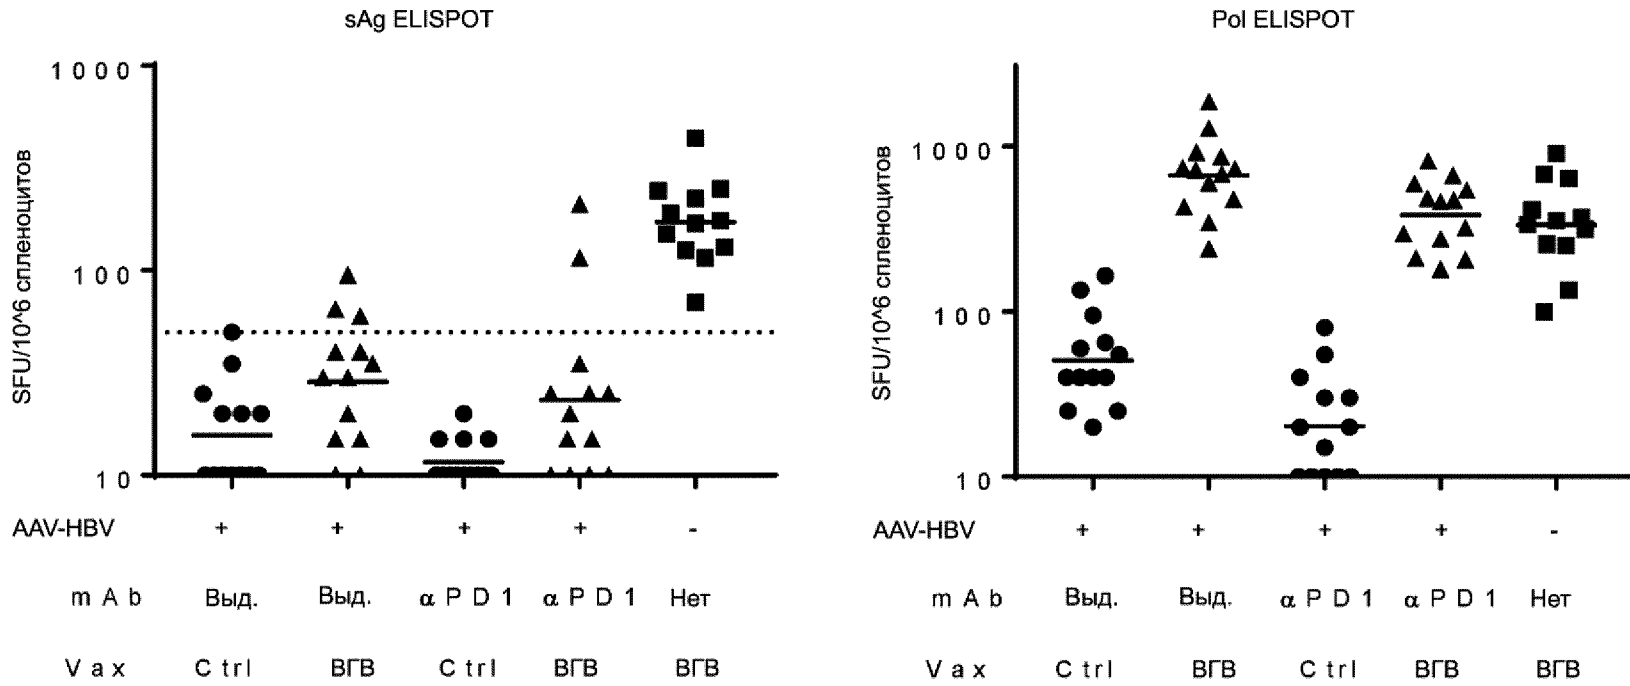 sAg ELISPOT
1000
100
10
SFU/10^6 спленоцитов
AAV-HBV + + + + -
mAb Выд. Выд. αPD1 αPD1 Нет
Vax Ctrl ВГВ Ctrl ВГВ ВГВ
Pol ELISPOT
1000
100
10
SFU/10^6 спленоцитов
AAV-HBV + + + + -
mAb Выд. Выд. αPD1 αPD1 Нет
Vax Ctrl ВГВ Ctrl ВГВ ВГВ